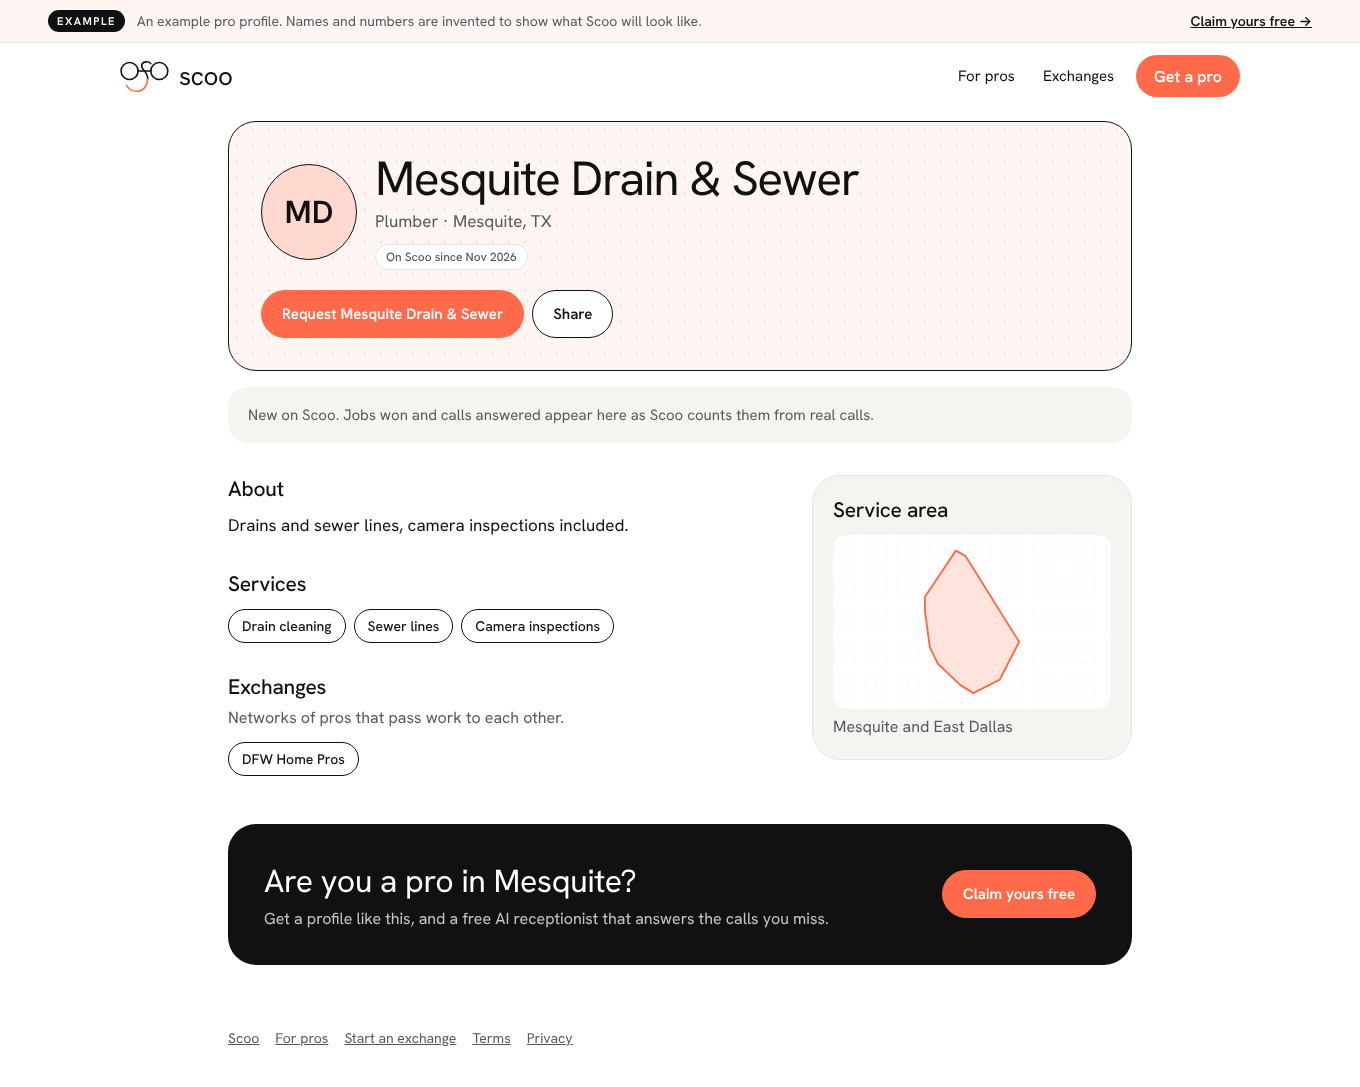 EXAMPLE An example pro profile. Names and numbers are invented to show what Scoo will look like. Claim yours free →
scoo For pros Exchanges Get a pro
MD
Mesquite Drain & Sewer
Plumber · Mesquite, TX
On Scoo since Nov 2026
Request Mesquite Drain & Sewer Share
New on Scoo. Jobs won and calls answered appear here as Scoo counts them from real calls.
About
Drains and sewer lines, camera inspections included.
Services
Drain cleaning Sewer lines Camera inspections
Exchanges
Networks of pros that pass work to each other.
DFW Home Pros
Service area
Mesquite and East Dallas
Are you a pro in Mesquite?
Get a profile like this, and a free AI receptionist that answers the calls you miss.
Claim yours free
Scoo For pros Start an exchange Terms Privacy